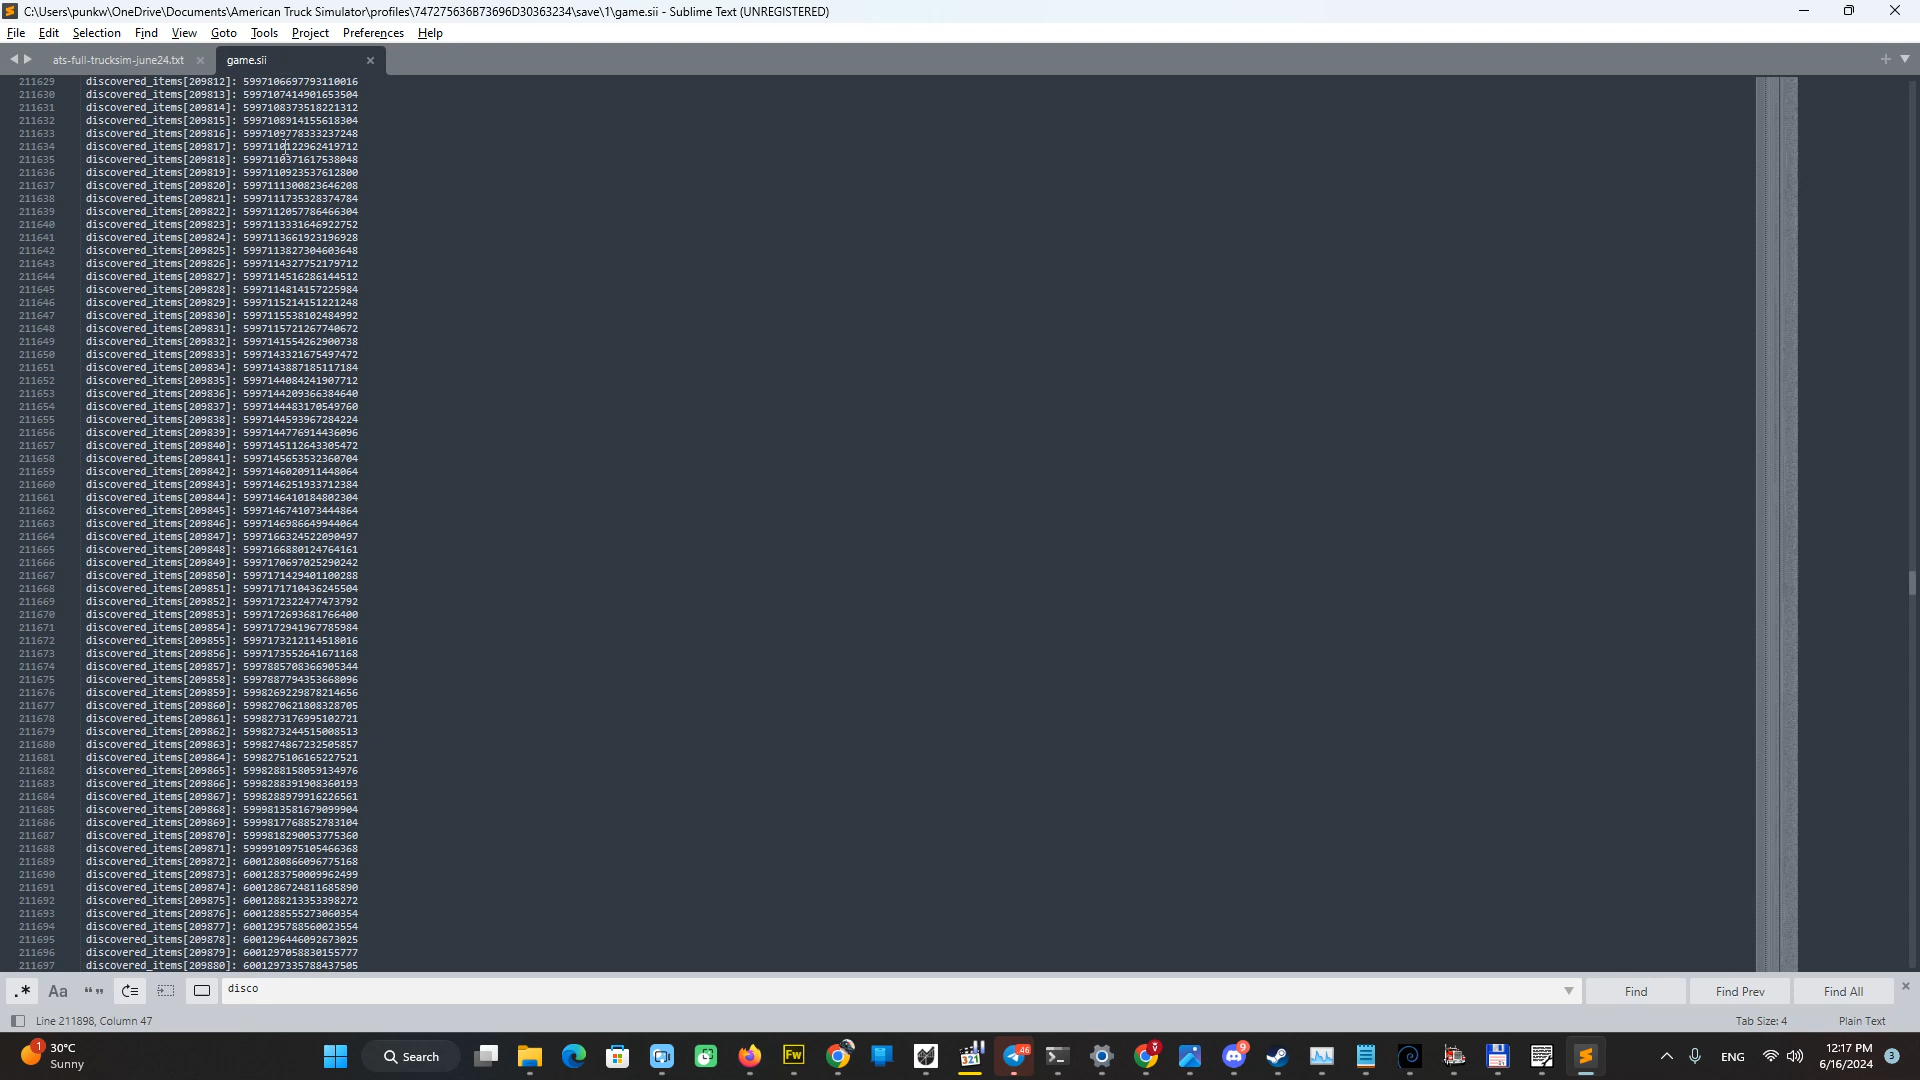 C:\Users\punkw\OneDrive\Documents\American Truck Simulator\profiles\747275636B73696D30363234\save\1\game.sii - Sublime Text (UNREGISTERED)
File Edit Selection Find View Goto Tools Project Preferences Help
ats-full-trucksim-june24.txt game.sii
211629 discovered_items[209812]: 5997106697793110016
211630 discovered_items[209813]: 5997107414901653504
211631 discovered_items[209814]: 5997108373518221312
211632 discovered_items[209815]: 5997108914155618304
211633 discovered_items[209816]: 5997109778333237248
211634 discovered_items[209817]: 5997110122962419712
211635 discovered_items[209818]: 5997110371617538048
211636 discovered_items[209819]: 5997110923537612800
211637 discovered_items[209820]: 5997111300823646208
211638 discovered_items[209821]: 5997111735328374784
211639 discovered_items[209822]: 5997112057786466304
211640 discovered_items[209823]: 5997113331646922752
211641 discovered_items[209824]: 5997113661923196928
211642 discovered_items[209825]: 5997113827304603648
211643 discovered_items[209826]: 5997114327752179712
211644 discovered_items[209827]: 5997114516286144512
211645 discovered_items[209828]: 5997114814157225984
211646 discovered_items[209829]: 5997115214151221248
211647 discovered_items[209830]: 5997115538102484992
211648 discovered_items[209831]: 5997115721267740672
211649 discovered_items[209832]: 5997141554262900738
211650 discovered_items[209833]: 5997143321675497472
211651 discovered_items[209834]: 5997143887185117184
211652 discovered_items[209835]: 5997144084241907712
211653 discovered_items[209836]: 5997144209366384640
211654 discovered_items[209837]: 5997144483170549760
211655 discovered_items[209838]: 5997144593967284224
211656 discovered_items[209839]: 5997144776914436096
211657 discovered_items[209840]: 5997145112643305472
211658 discovered_items[209841]: 5997145653532360704
211659 discovered_items[209842]: 5997146020911448064
211660 discovered_items[209843]: 5997146251933712384
211661 discovered_items[209844]: 5997146410184802304
211662 discovered_items[209845]: 5997146741073444864
211663 discovered_items[209846]: 5997146986649944064
211664 discovered_items[209847]: 5997166324522090497
211665 discovered_items[209848]: 5997166880124764161
211666 discovered_items[209849]: 5997170697025290242
211667 discovered_items[209850]: 5997171429401100288
211668 discovered_items[209851]: 5997171710436245504
211669 discovered_items[209852]: 5997172322477473792
211670 discovered_items[209853]: 5997172693681766400
211671 discovered_items[209854]: 5997172941967785984
211672 discovered_items[209855]: 5997173212114518016
211673 discovered_items[209856]: 5997173552641671168
211674 discovered_items[209857]: 5997885708366905344
211675 discovered_items[209858]: 5997887794353668096
211676 discovered_items[209859]: 5998269229878214656
211677 discovered_items[209860]: 5998270621808328705
211678 discovered_items[209861]: 5998273176995102721
211679 discovered_items[209862]: 5998273244515008513
211680 discovered_items[209863]: 5998274867232505857
211681 discovered_items[209864]: 5998275106165227521
211682 discovered_items[209865]: 5998288158059134976
211683 discovered_items[209866]: 5998288391908360193
211684 discovered_items[209867]: 5998288979916226561
211685 discovered_items[209868]: 5999813581679099904
211686 discovered_items[209869]: 5999817768852783104
211687 discovered_items[209870]: 5999818290053775360
211688 discovered_items[209871]: 5999910975105466368
211689 discovered_items[209872]: 6001280866096775168
211690 discovered_items[209873]: 6001283750009962499
211691 discovered_items[209874]: 6001286724811685890
211692 discovered_items[209875]: 6001288213353398272
211693 discovered_items[209876]: 6001288555273060354
211694 discovered_items[209877]: 6001295788560023554
211695 discovered_items[209878]: 6001296446092673025
211696 discovered_items[209879]: 6001297058830155777
211697 discovered_items[209880]: 6001297335788437505
.* Aa “” disco Find Find Prev Find All
Line 211898, Column 47 Tab Size: 4 Plain Text
1 30°C Sunny Search Fw 321 46 9 ENG 12:17 PM 6/16/2024 3